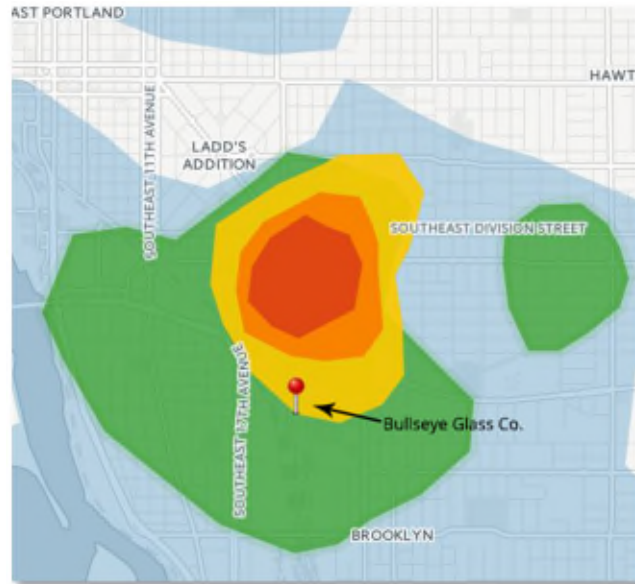 AST PORTLAND
HAWT
SOUTHEAST 11TH AVENUE
LADD'S
ADDITION
SOUTHEAST DIVISION STREET
SOUTHEAST 17TH AVENUE
Bullseye Glass Co.
BROOKLYN